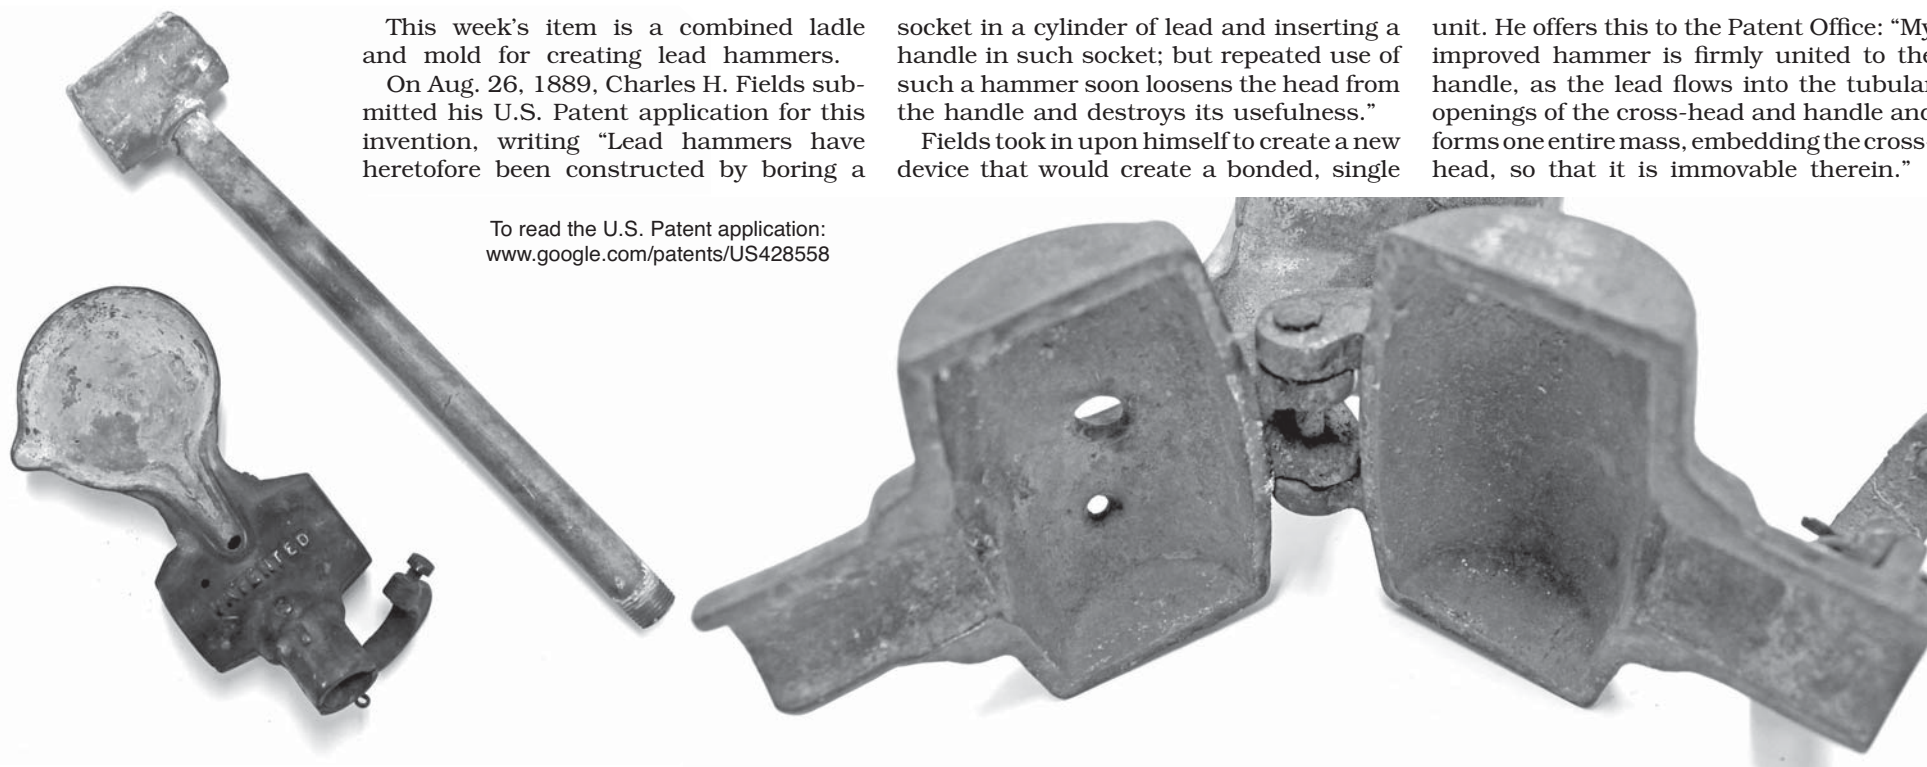 This week's item is a combined ladle
and mold for creating lead hammers.
On Aug. 26, 1889, Charles H. Fields sub-
mitted his U.S. Patent application for this
invention, writing “Lead hammers have
heretofore been constructed by boring a
socket in a cylinder of lead and inserting a
handle in such socket; but repeated use of
such a hammer soon loosens the head from
the handle and destroys its usefulness.”
Fields took in upon himself to create a new
device that would create a bonded, single
unit. He offers this to the Patent Office: “My
improved hammer is firmly united to the
handle, as the lead flows into the tubular
openings of the cross-head and handle and
forms one entire mass, embedding the cross-
head, so that it is immovable therein.”
To read the U.S. Patent application:
www.google.com/patents/US428558
PATENTED